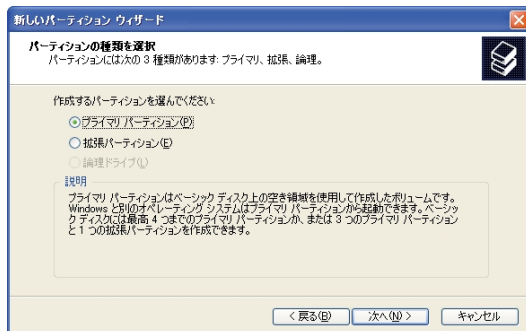 新しいパーティション ウィザード
パーティションの種類を選択
パーティションには次の 3 種類があります: プライマリ、拡張、論理。
作成するパーティションを選んでください:
プライマリ パーティション(P)
拡張パーティション(E)
論理ドライブ(L)
説明
プライマリ パーティションはベーシック ディスク上の空き領域を使用して作成したボリュームです。
Windows と別のオペレーティング システムはプライマリ パーティションから起動できます。ベーシッ
ク ディスクには最高 4 つまでのプライマリ パーティションか、または 3 つのプライマリ パーティション
と 1 つの拡張パーティションを作成できます。
< 戻る(B) 次へ(N) > キャンセル